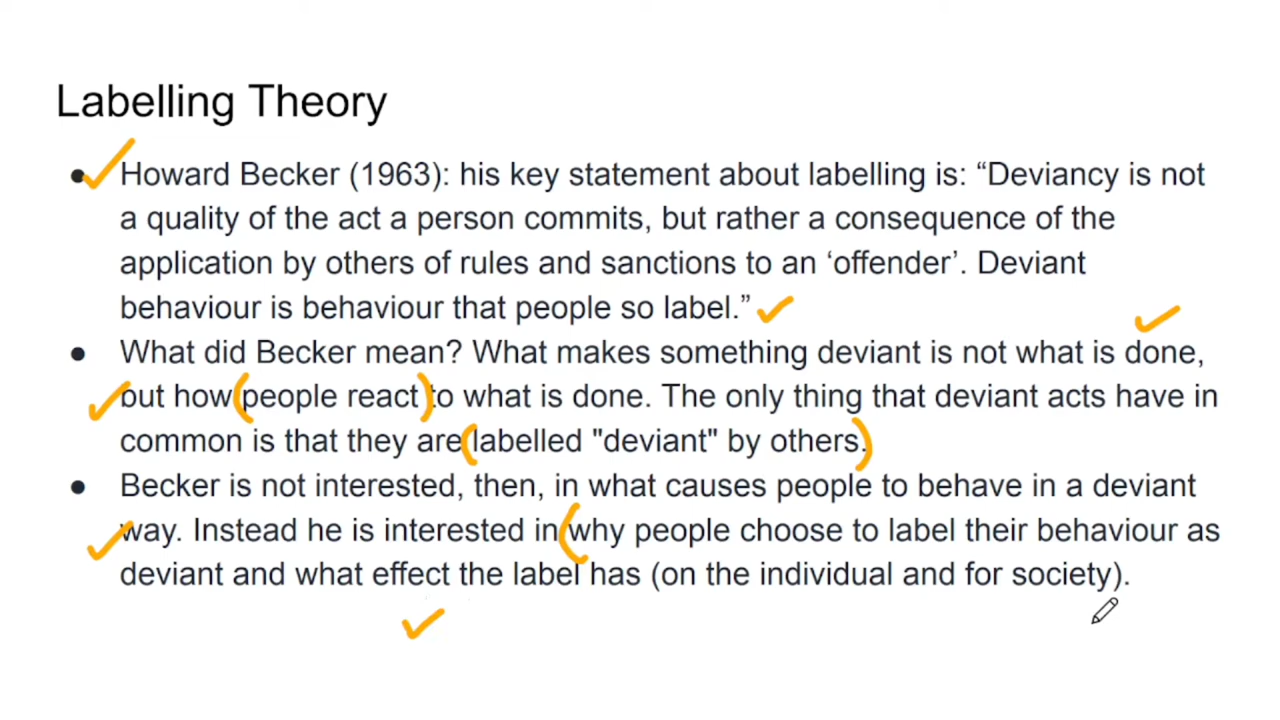 Labelling Theory
● Howard Becker (1963): his key statement about labelling is: “Deviancy is not
a quality of the act a person commits, but rather a consequence of the
application by others of rules and sanctions to an ‘offender’. Deviant
behaviour is behaviour that people so label.”
● What did Becker mean? What makes something deviant is not what is done,
but how (people react) to what is done. The only thing that deviant acts have in
common is that they are (labelled "deviant" by others.)
● Becker is not interested, then, in what causes people to behave in a deviant
way. Instead he is interested in (why people choose to label their behaviour as
deviant and what effect the label has (on the individual and for society).